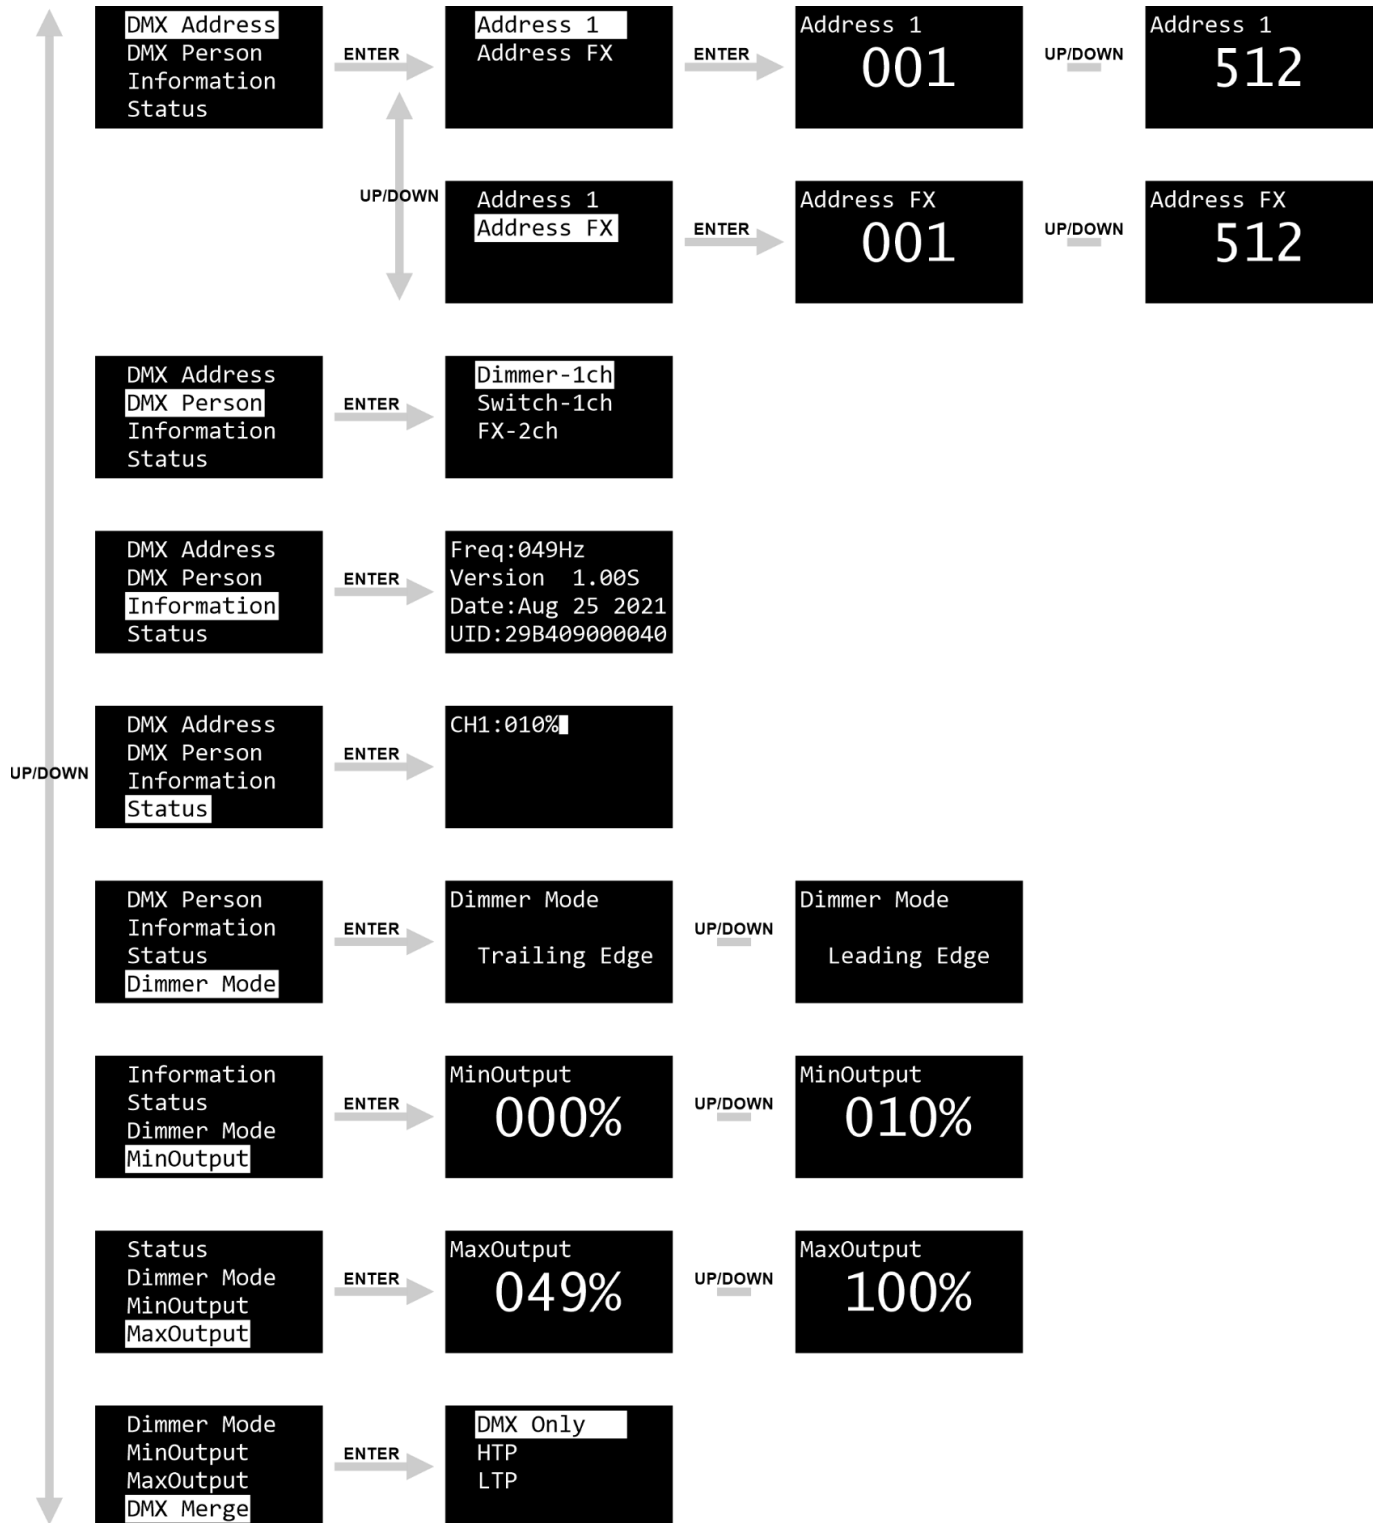 DMX Address
DMX Person
Information
Status
ENTER
Address 1
Address FX
ENTER
Address 1
001
UP/DOWN
Address 1
512
UP/DOWN
Address 1
Address FX
ENTER
Address FX
001
UP/DOWN
Address FX
512
DMX Address
DMX Person
Information
Status
ENTER
Dimmer-1ch
Switch-1ch
FX-2ch
DMX Address
DMX Person
Information
Status
ENTER
Freq:049Hz
Version 1.00S
Date:Aug 25 2021
UID:29B409000040
UP/DOWN
DMX Address
DMX Person
Information
Status
ENTER
CH1:010%
DMX Person
Information
Status
Dimmer Mode
ENTER
Dimmer Mode
Trailing Edge
UP/DOWN
Dimmer Mode
Leading Edge
Information
Status
Dimmer Mode
MinOutput
ENTER
MinOutput
000%
UP/DOWN
MinOutput
010%
Status
Dimmer Mode
MinOutput
MaxOutput
ENTER
MaxOutput
049%
UP/DOWN
MaxOutput
100%
Dimmer Mode
MinOutput
MaxOutput
DMX Merge
ENTER
DMX Only
HTP
LTP